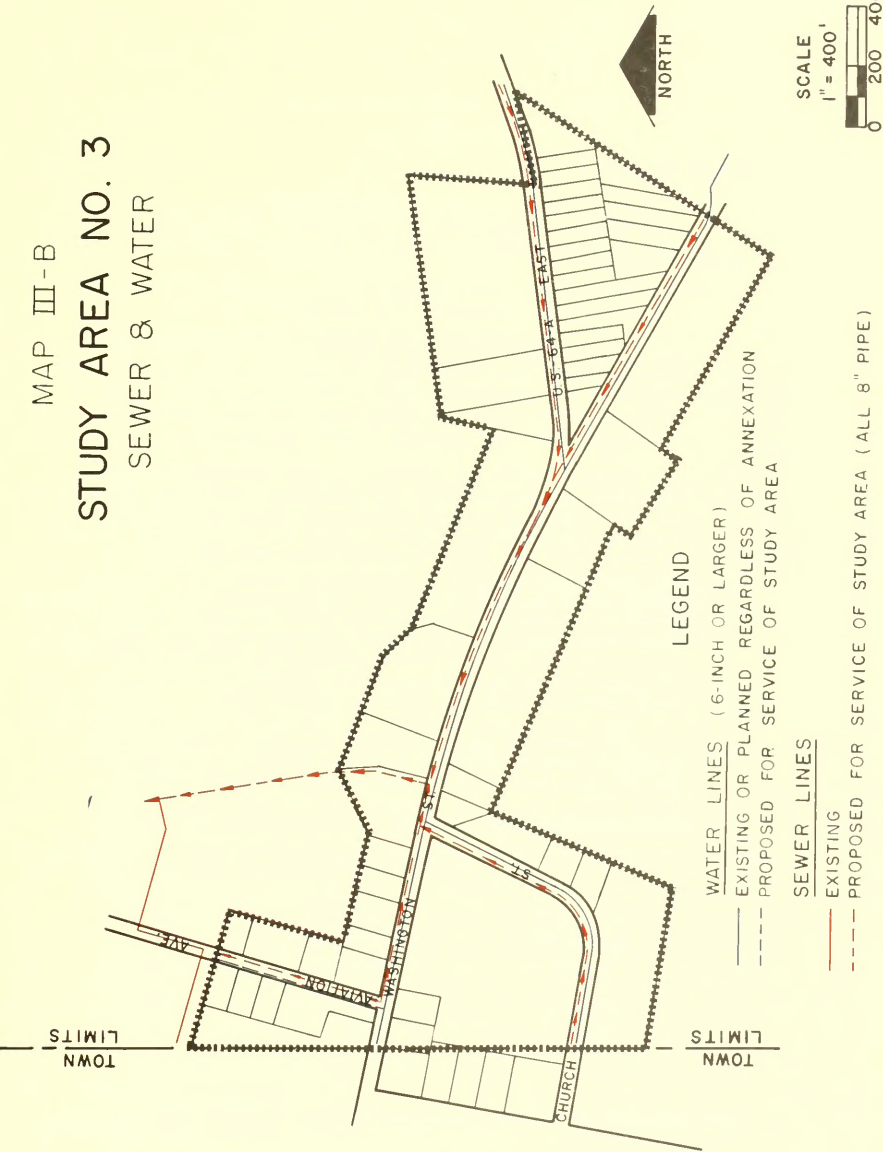 MAP III-B
STUDY AREA NO. 3
SEWER & WATER
NORTH
SCALE
1" = 400'
0 200 40
U.S. 64-A EAST
WASHINGTON ST.
AVIATION AVE.
CHURCH ST.
TOWN LIMITS
TOWN LIMITS
LEGEND
WATER LINES (6-INCH OR LARGER)
EXISTING OR PLANNED REGARDLESS OF ANNEXATION
PROPOSED FOR SERVICE OF STUDY AREA
SEWER LINES
EXISTING
PROPOSED FOR SERVICE OF STUDY AREA (ALL 8" PIPE)